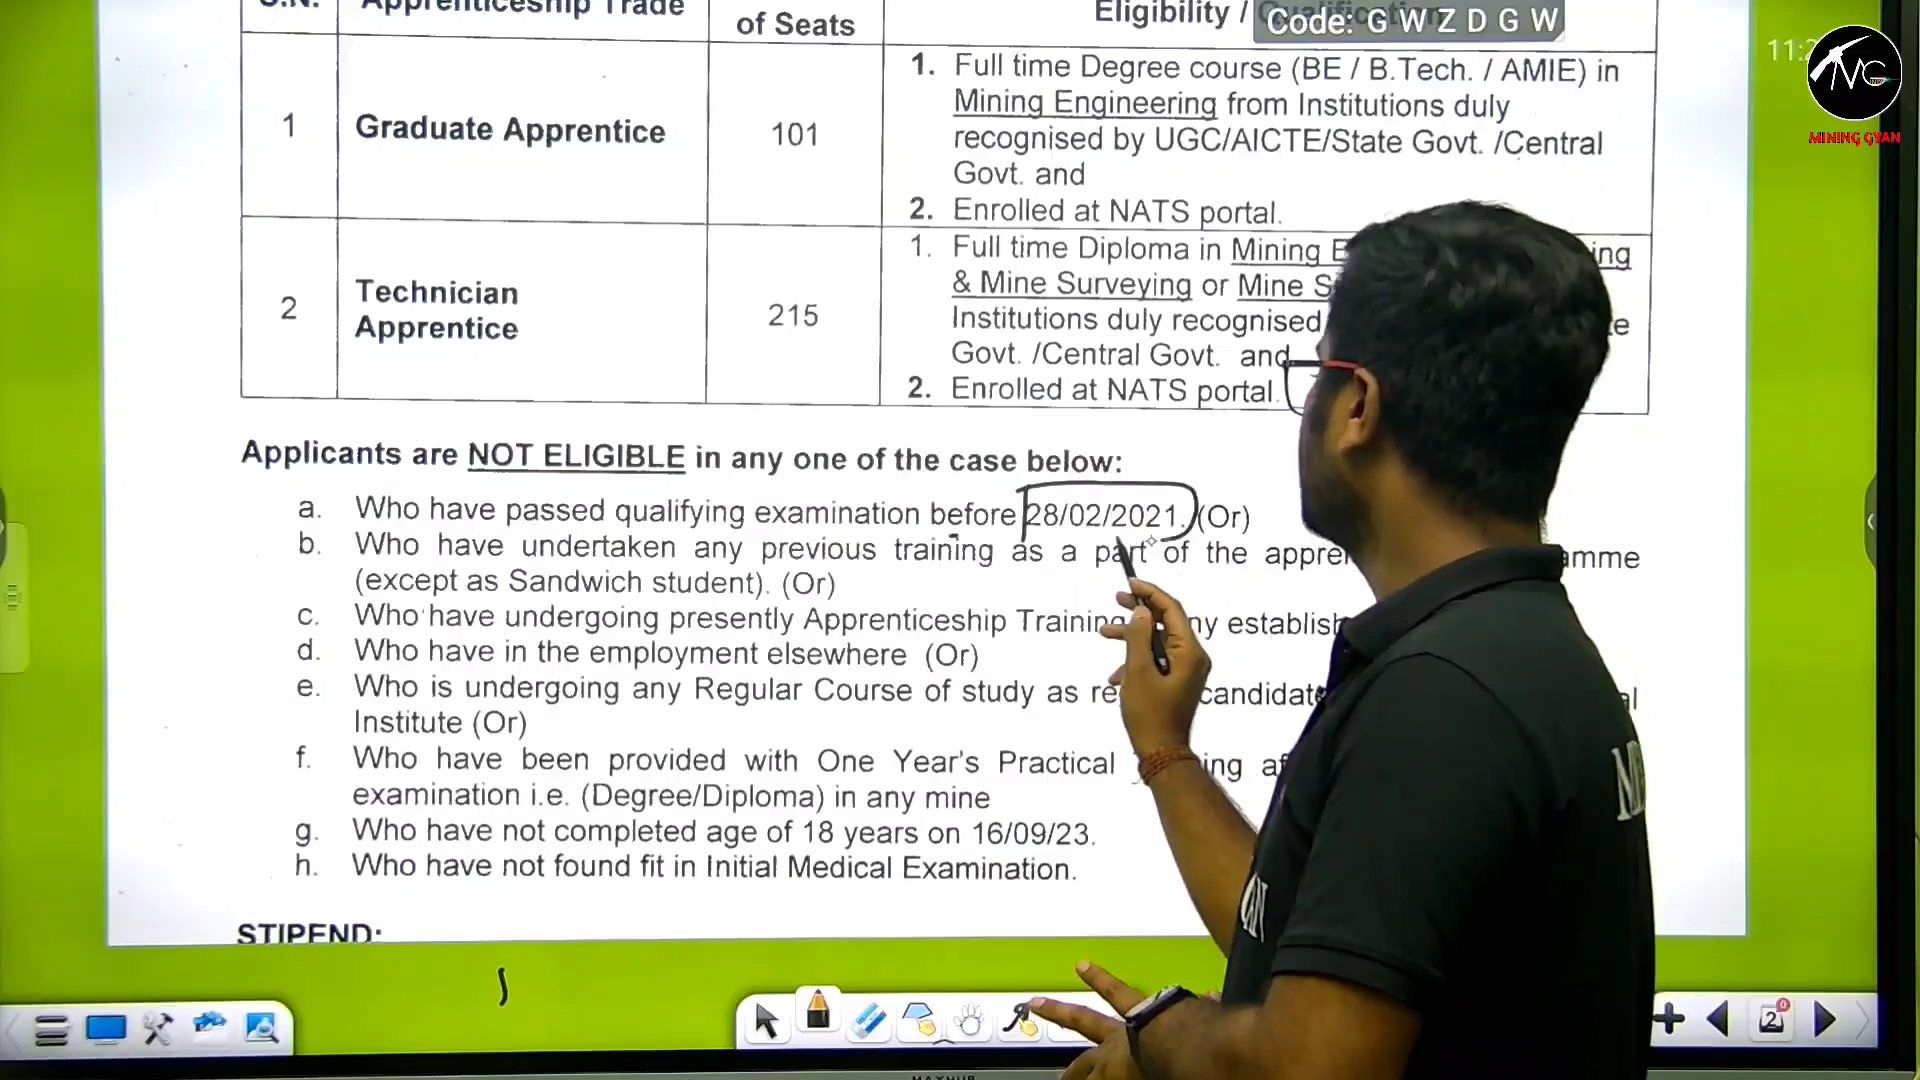 S.N. Apprenticeship Trade of Seats Eligibility /
Code: G W Z D G W
MINING GYAN
1 Graduate Apprentice 101
1. Full time Degree course (BE / B.Tech. / AMIE) in
Mining Engineering from Institutions duly
recognised by UGC/AICTE/State Govt. /Central
Govt. and
2. Enrolled at NATS portal.
2 Technician
Apprentice 215
1. Full time Diploma in Mining
& Mine Surveying or Mine
Institutions duly recognised
Govt. /Central Govt. and
2. Enrolled at NATS portal.
Applicants are NOT ELIGIBLE in any one of the case below:
a. Who have passed qualifying examination before 28/02/2021. (Or)
b. Who have undertaken any previous training as a part of the
(except as Sandwich student). (Or)
c. Who have undergoing presently Apprenticeship Training
d. Who have in the employment elsewhere (Or)
e. Who is undergoing any Regular Course of study as candidate
Institute (Or)
f. Who have been provided with One Year's Practical
examination i.e. (Degree/Diploma) in any mine
g. Who have not completed age of 18 years on 16/09/23.
h. Who have not found fit in Initial Medical Examination.
STIPEND:
2
0
MAXHUB